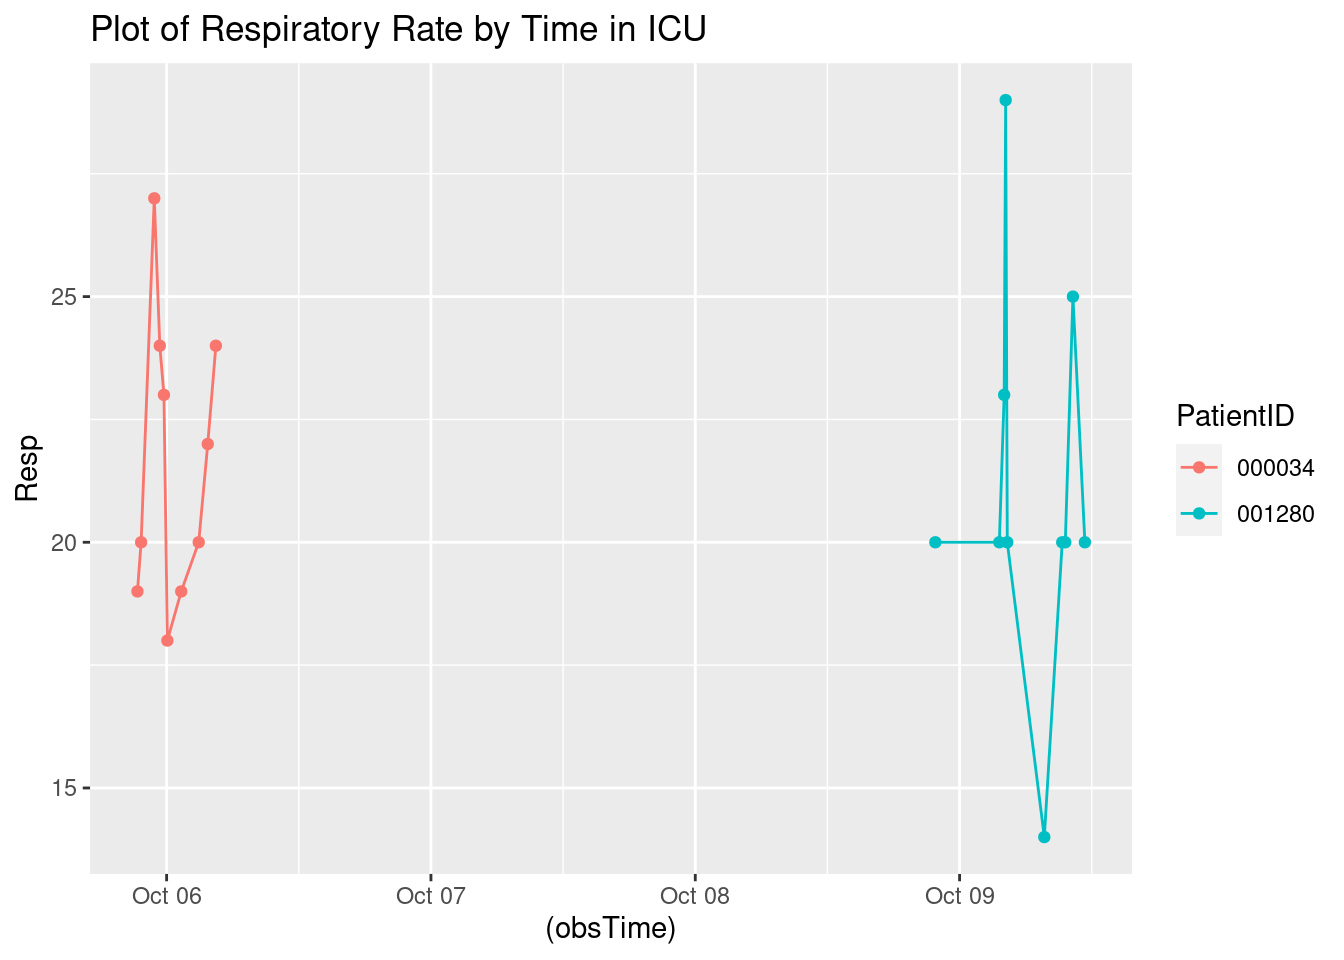 Plot of Respiratory Rate by Time in ICU
Resp
25
20
15
Oct 06
Oct 07
Oct 08
Oct 09
(obsTime)
PatientID
000034
001280